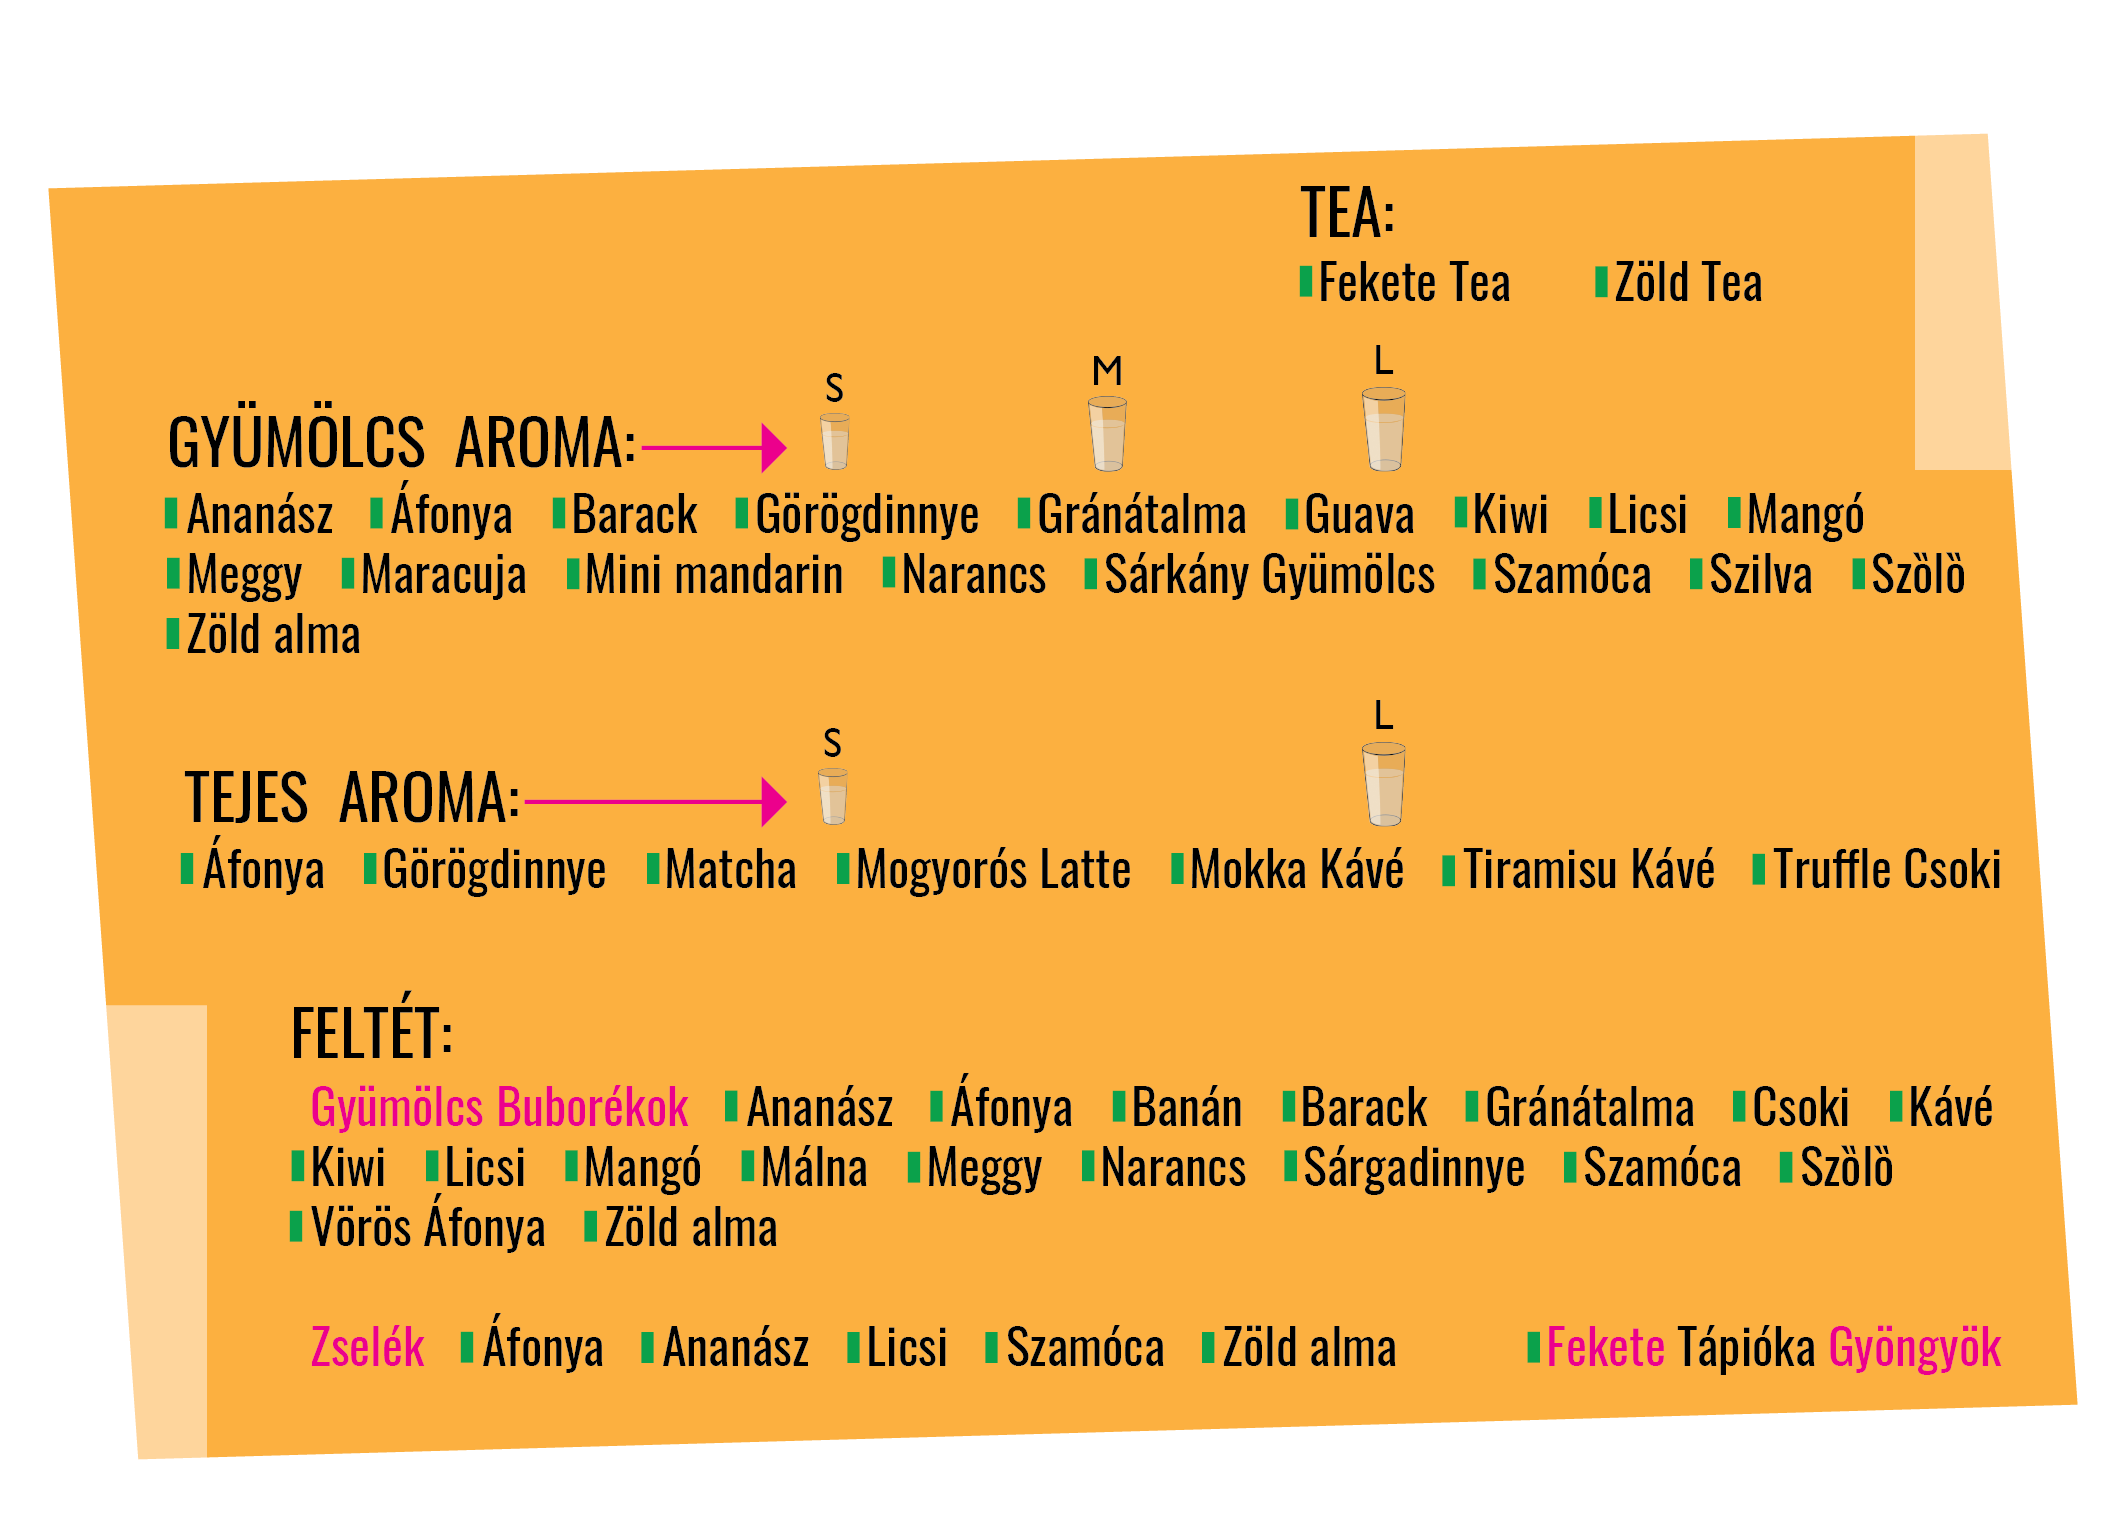 TEA:
Fekete Tea Zöld Tea
S M L
GYÜMÖLCS AROMA:
Ananász Áfonya Barack Görögdinnye Gránátalma Guava Kiwi Licsi Mangó
Meggy Maracuja Mini mandarin Narancs Sárkány Gyümölcs Szamóca Szilva Szȍlȍ
Zöld alma
S L
TEJES AROMA:
Áfonya Görögdinnye Matcha Mogyorós Latte Mokka Kávé Tiramisu Kávé Truffle Csoki
FELTÉT:
Gyümölcs Buborékok Ananász Áfonya Banán Barack Gránátalma Csoki Kávé
Kiwi Licsi Mangó Málna Meggy Narancs Sárgadinnye Szamóca Szȍlȍ
Vörös Áfonya Zöld alma
Zselék Áfonya Ananász Licsi Szamóca Zöld alma Fekete Tápióka Gyöngyök